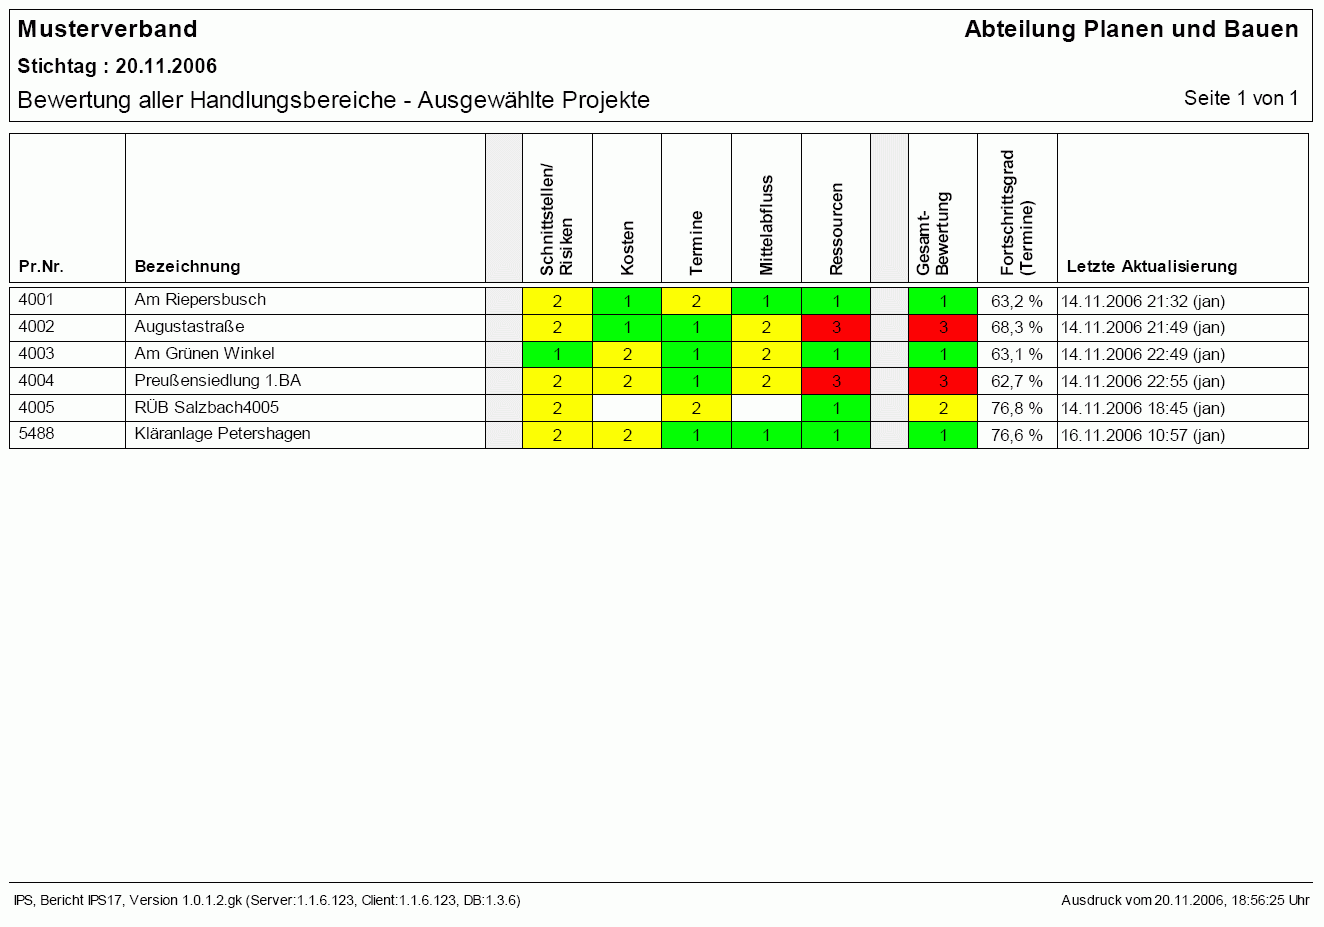 Musterverband Abteilung Planen und Bauen
Stichtag : 20.11.2006
Bewertung aller Handlungsbereiche - Ausgewählte Projekte Seite 1 von 1
Pr.Nr. Bezeichnung Schnittstellen/ Risiken Kosten Termine Mittelabfluss Ressourcen Gesamt- Bewertung Fortschrittsgrad (Termine) Letzte Aktualisierung
4001 Am Riepersbusch 2 1 2 1 1 1 63,2 % 14.11.2006 21:32 (jan)
4002 Augustastraße 2 1 1 2 3 3 68,3 % 14.11.2006 21:49 (jan)
4003 Am Grünen Winkel 1 2 1 2 1 1 63,1 % 14.11.2006 22:49 (jan)
4004 Preußensiedlung 1.BA 2 2 1 2 3 3 62,7 % 14.11.2006 22:55 (jan)
4005 RÜB Salzbach4005 2 2 1 2 76,8 % 14.11.2006 18:45 (jan)
5488 Kläranlage Petershagen 2 2 1 1 1 1 76,6 % 16.11.2006 10:57 (jan)
IPS, Bericht IPS17, Version 1.0.1.2.gk (Server:1.1.6.123, Client:1.1.6.123, DB:1.3.6) Ausdruck vom 20.11.2006, 18:56:25 Uhr